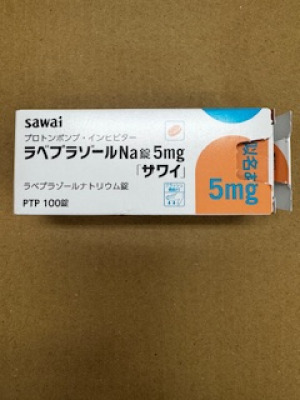 sawai
プロトンポンプ・インヒビター
ラベプラゾールNa錠5mg
「サワイ」
ラベプラゾールナトリウム錠
PTP 100錠
5mg